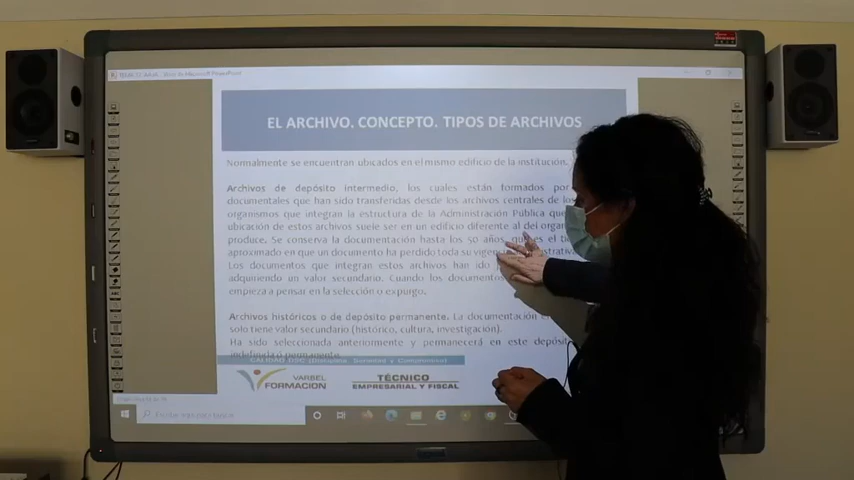 EL ARCHIVO. CONCEPTO. TIPOS DE ARCHIVOS
Normalmente se encuentran ubicados en el mismo edificio de la institución.
Archivos de depósito intermedio, los cuales están formados por
documentales que han sido transferidas desde los archivos centrales de los
organismos que integran la estructura de la Administración Pública
ubicación de estos archivos suele ser en un edificio diferente al del
produce. Se conserva la documentación hasta los 50 años, que es el
aproximado en que un documento ha perdido toda su
Los documentos que integran estos archivos han ido
adquiriendo un valor secundario. Cuando los documentos
empieza a pensar en la selección o expurgo.
Archivos históricos o de depósito permanente. La documentación
solo tiene valor secundario (histórico, cultura, investigación).
Ha sido seleccionada anteriormente y permanecerá en este
indefinida o permanente
VARBEL
FORMACION
TÉCNICO
EMPRESARIAL Y FISCAL